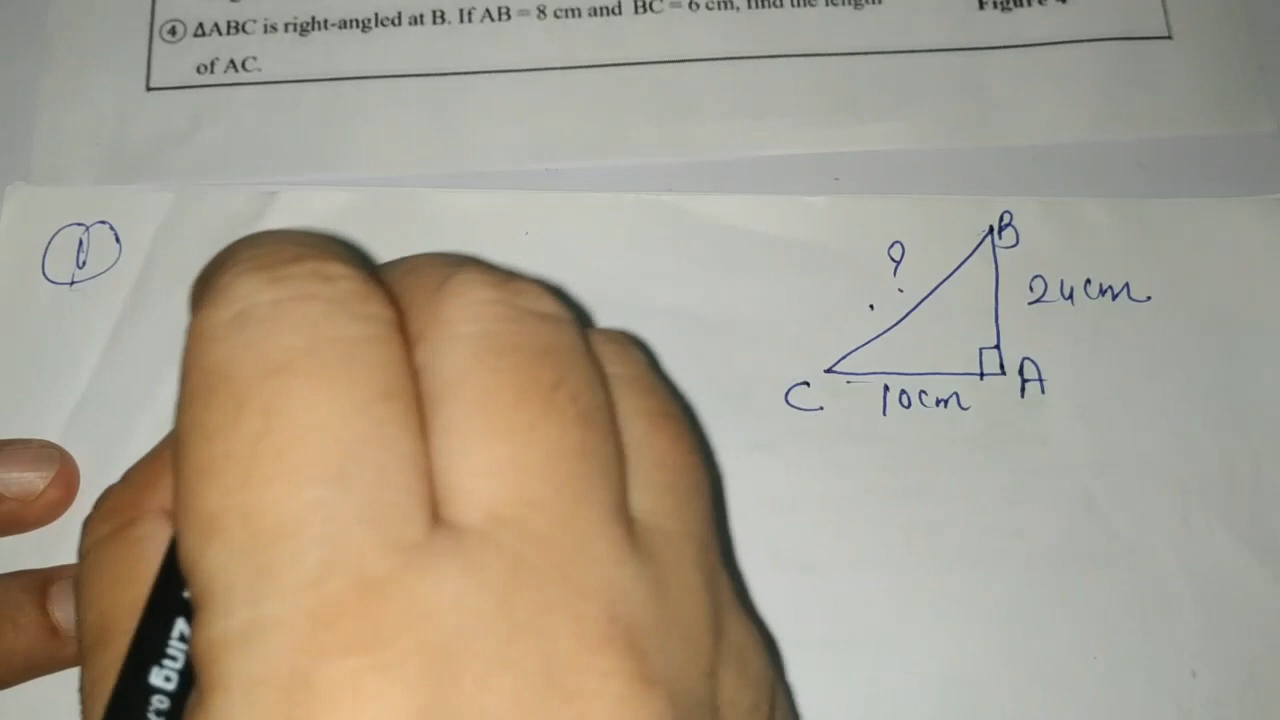 ④ ΔABC is right-angled at B. If AB = 8 cm and BC = 6 cm, find the length
of AC.
Figure
①
B
?
24cm
C
10cm
A
zing